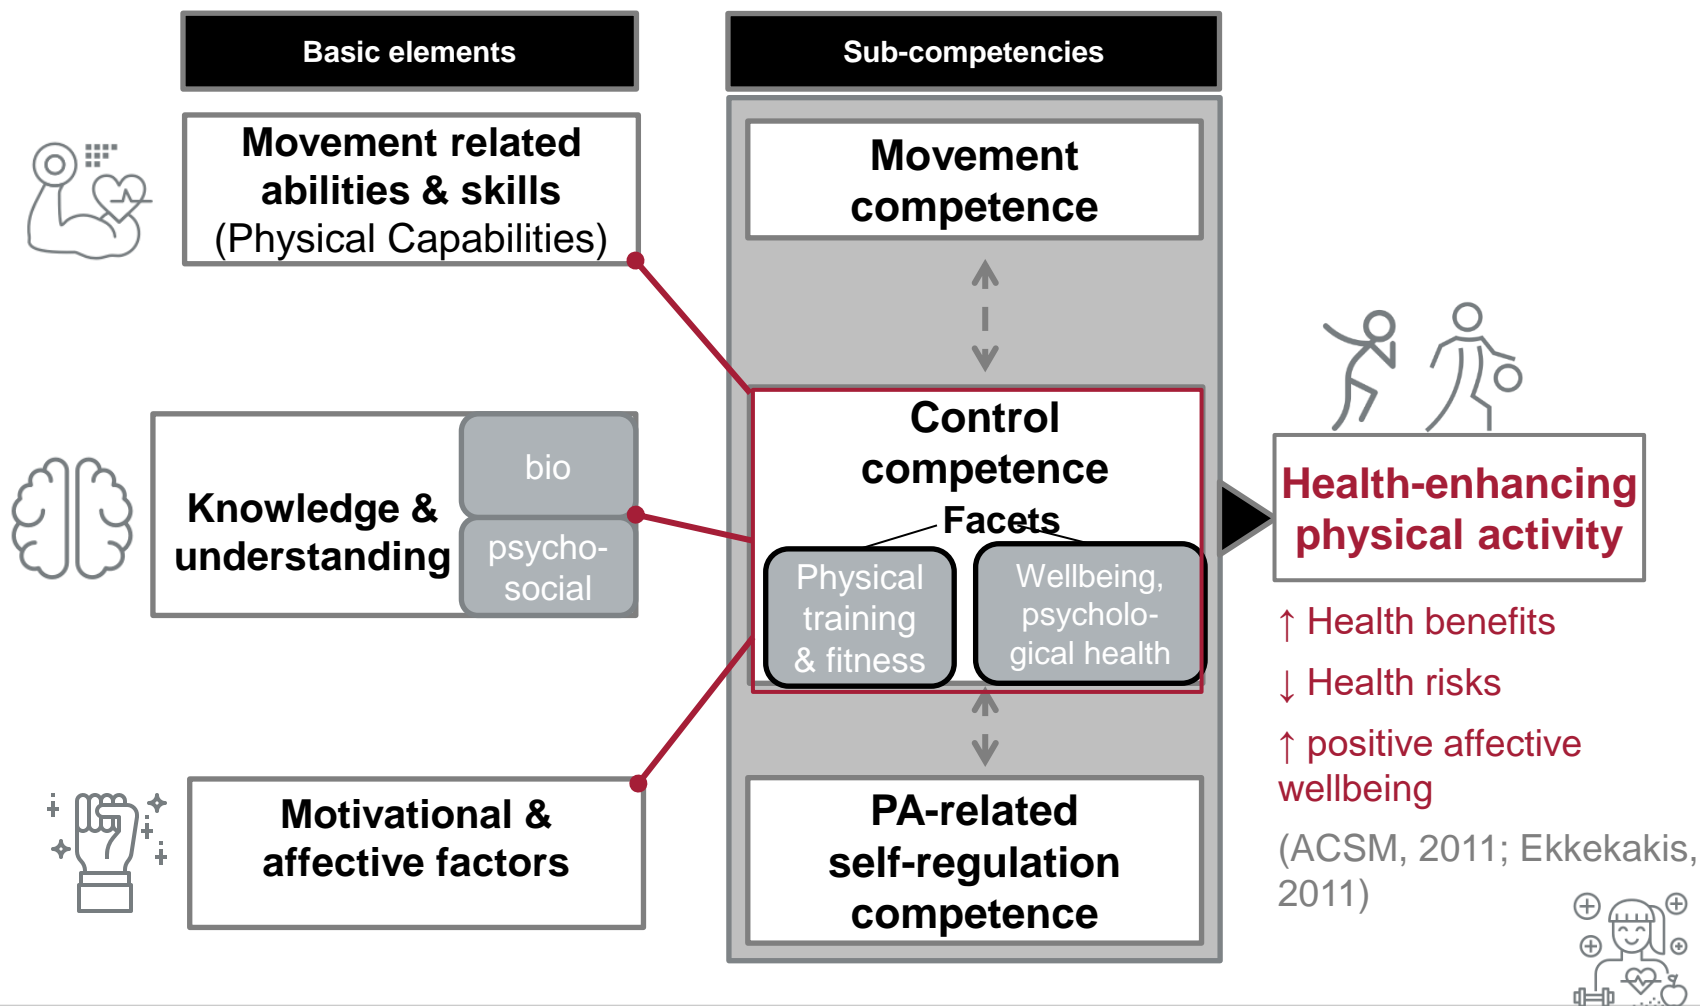 Basic elements
Sub-competencies
Movement related
abilities & skills
(Physical Capabilities)
Movement
competence
Knowledge &
understanding
bio
psycho-
social
Control
competence
Facets
Physical
training
& fitness
Wellbeing,
psycholo-
gical health
Motivational &
affective factors
PA-related
self-regulation
competence
Health-enhancing
physical activity
↑ Health benefits
↓ Health risks
↑ positive affective
wellbeing
(ACSM, 2011; Ekkekakis,
2011)